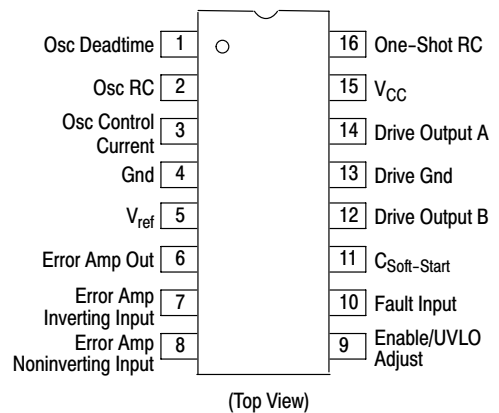 Osc Deadtime 1
Osc RC 2
Osc Control
Current 3
Gnd 4
Vref 5
Error Amp Out 6
Error Amp
Inverting Input 7
Error Amp
Noninverting Input 8
16 One-Shot RC
15 VCC
14 Drive Output A
13 Drive Gnd
12 Drive Output B
11 CSoft-Start
10 Fault Input
9 Enable/UVLO
Adjust
(Top View)